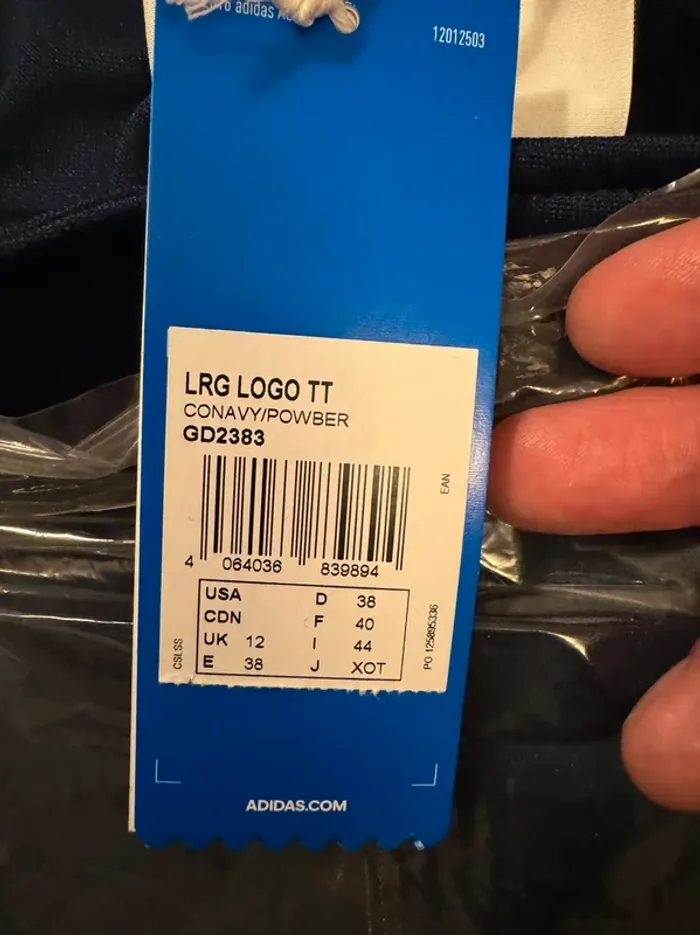 adidas
12012503
LRG LOGO TT
CONAVY/POWBER
GD2383
EAN
4 064036 839894
USA D 38
CDN F 40
UK 12 I 44
E 38 J XOT
CSLSS
PO 125895336
ADIDAS.COM